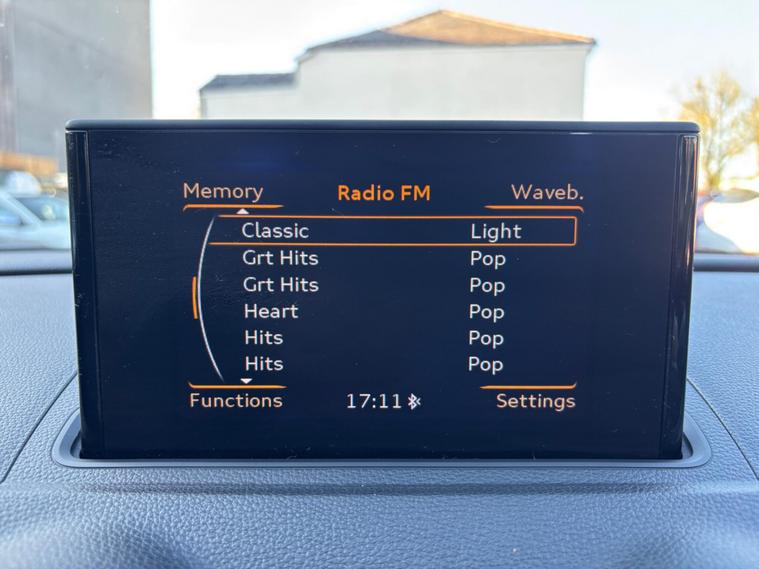 Memory Radio FM Waveb.
Classic Light
Grt Hits Pop
Grt Hits Pop
Heart Pop
Hits Pop
Hits Pop
Functions 17:11 Settings